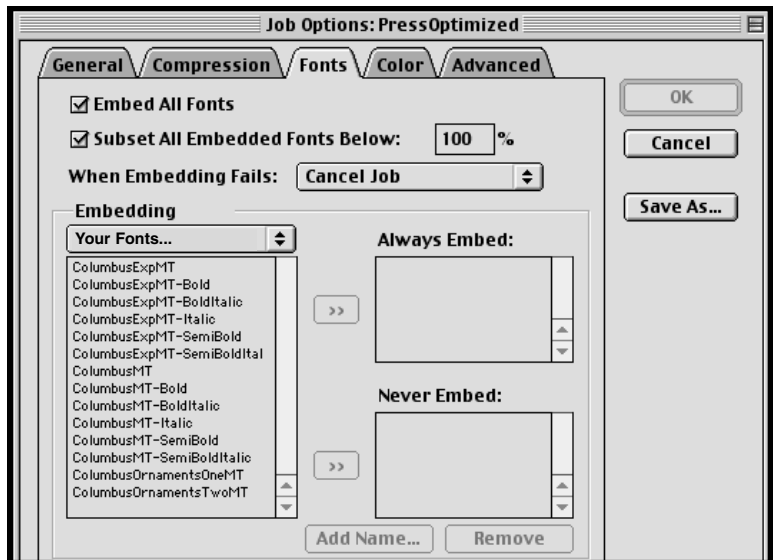 Job Options: PressOptimized
General Compression Fonts Color Advanced
Embed All Fonts
Subset All Embedded Fonts Below: 100 %
When Embedding Fails: Cancel Job
OK
Cancel
Save As...
Embedding
Your Fonts...
ColumbusExpMT
ColumbusExpMT-Bold
ColumbusExpMT-BoldItalic
ColumbusExpMT-Italic
ColumbusExpMT-SemiBold
ColumbusExpMT-SemiBoldItal
ColumbusMT
ColumbusMT-Bold
ColumbusMT-BoldItalic
ColumbusMT-Italic
ColumbusMT-SemiBold
ColumbusMT-SemiBoldItalic
ColumbusOrnamentsOneMT
ColumbusOrnamentsTwoMT
>>
>>
Always Embed:
Never Embed:
Add Name... Remove